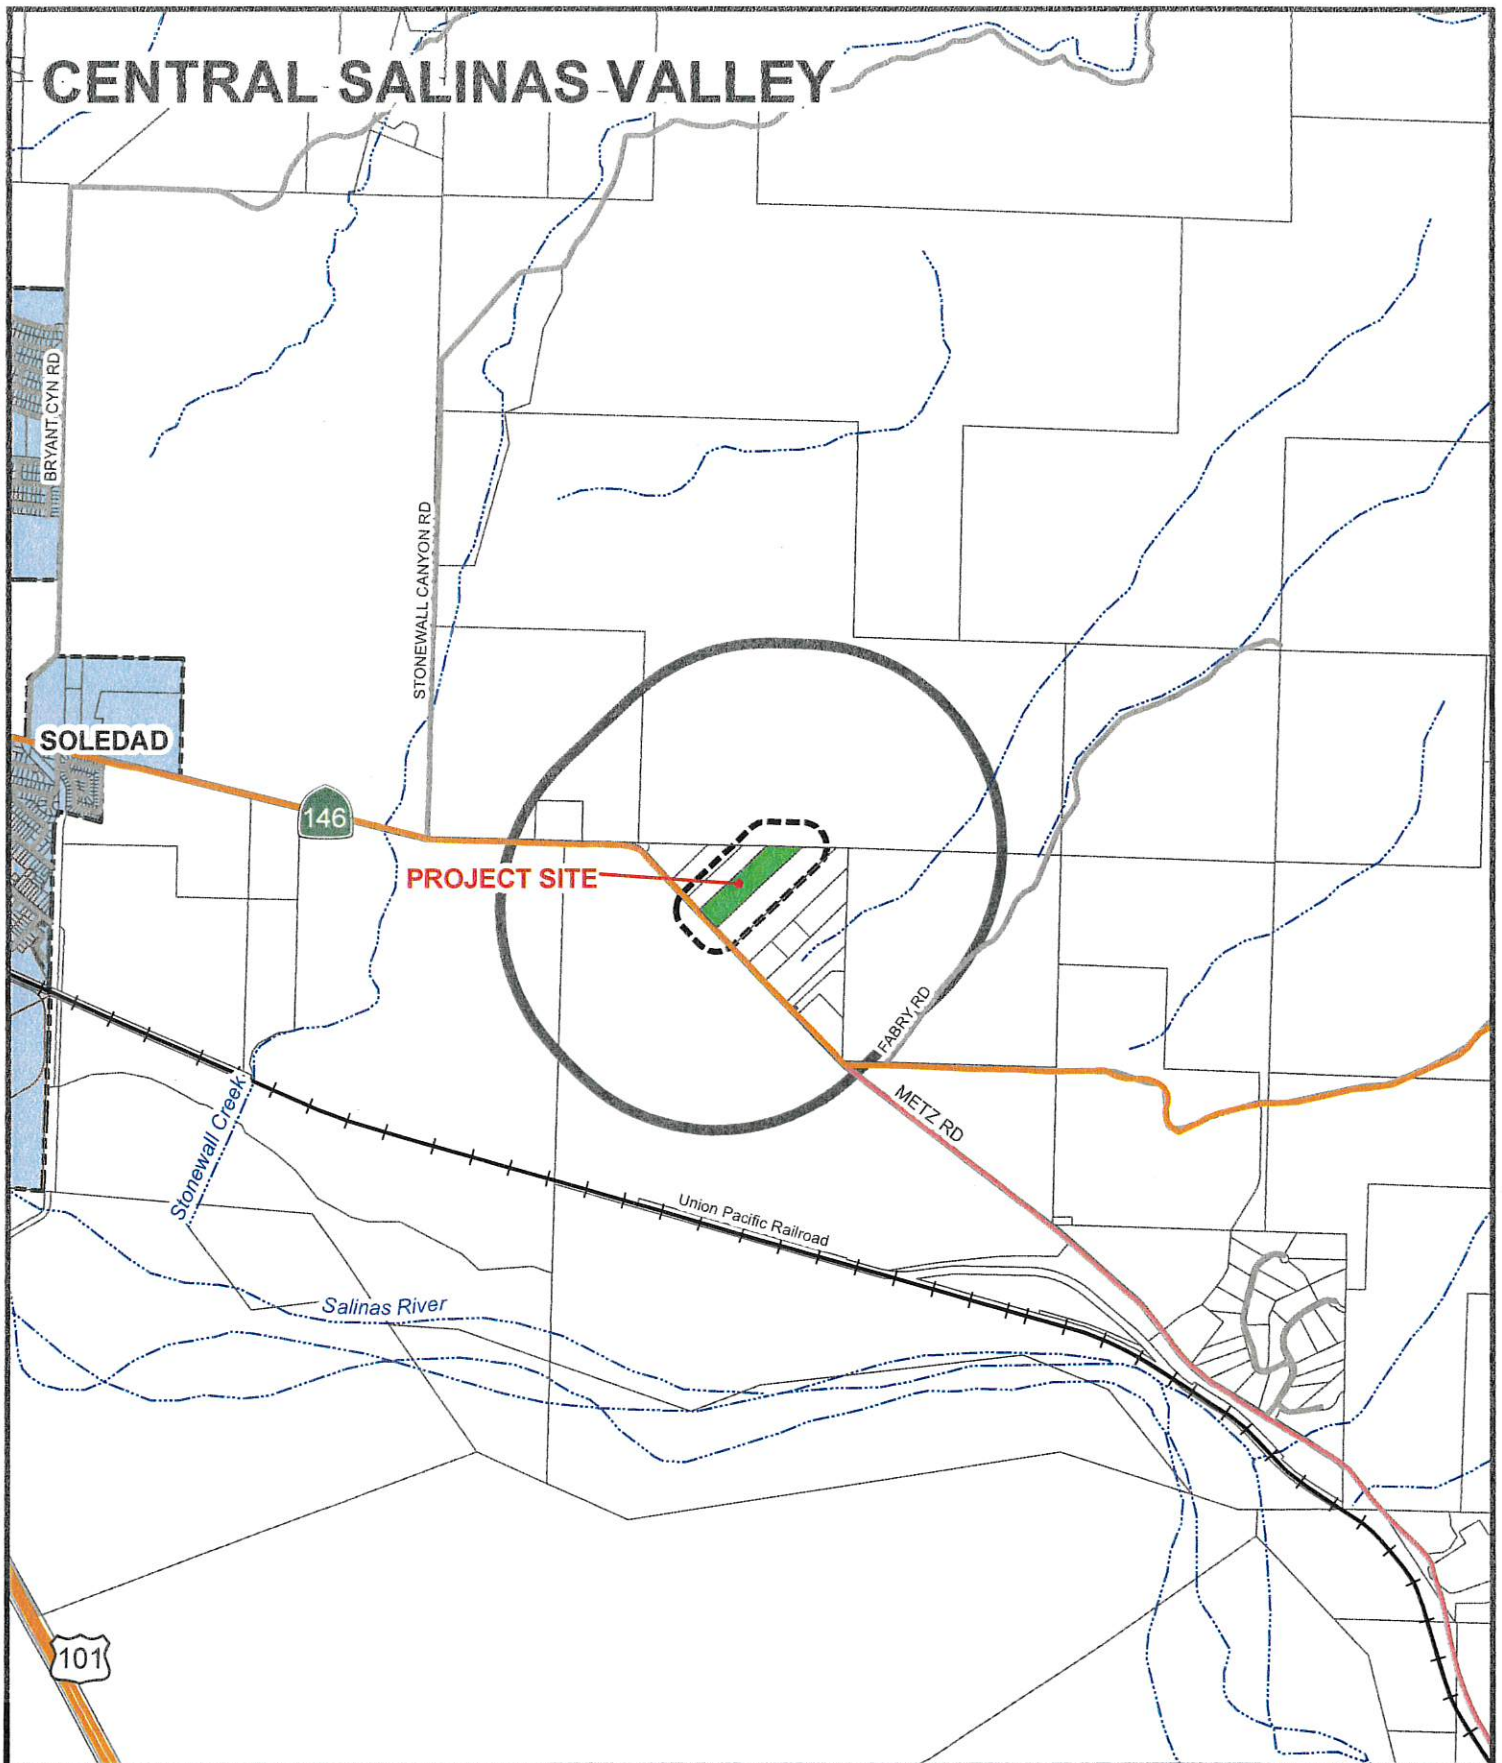 CENTRAL SALINAS VALLEY
BRYANT CYN RD
STONEWALL CANYON RD
SOLEDAD
146
PROJECT SITE
FABRY RD
METZ RD
Stonewall Creek
Union Pacific Railroad
Salinas River
101